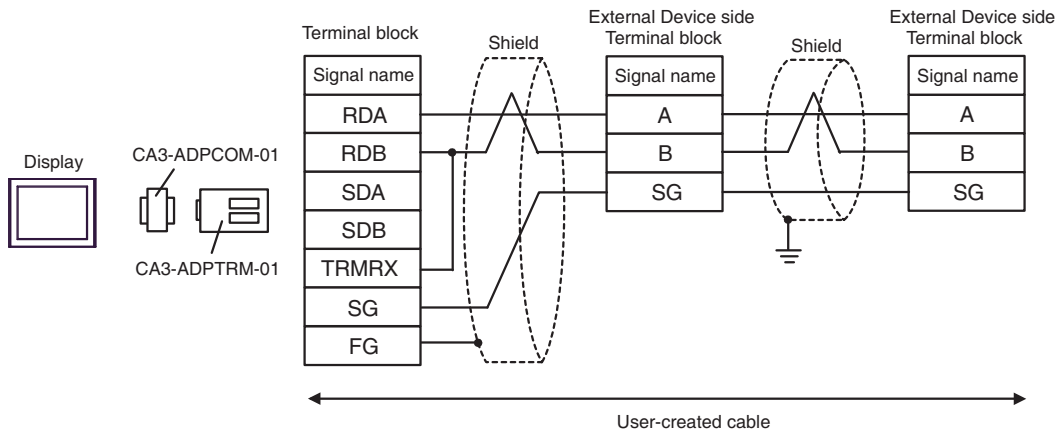 Display
CA3-ADPCOM-01
CA3-ADPTRM-01
Terminal block
Signal name
RDA
RDB
SDA
SDB
TRMRX
SG
FG
Shield
External Device side
Terminal block
Signal name
A
B
SG
Shield
External Device side
Terminal block
Signal name
A
B
SG
User-created cable